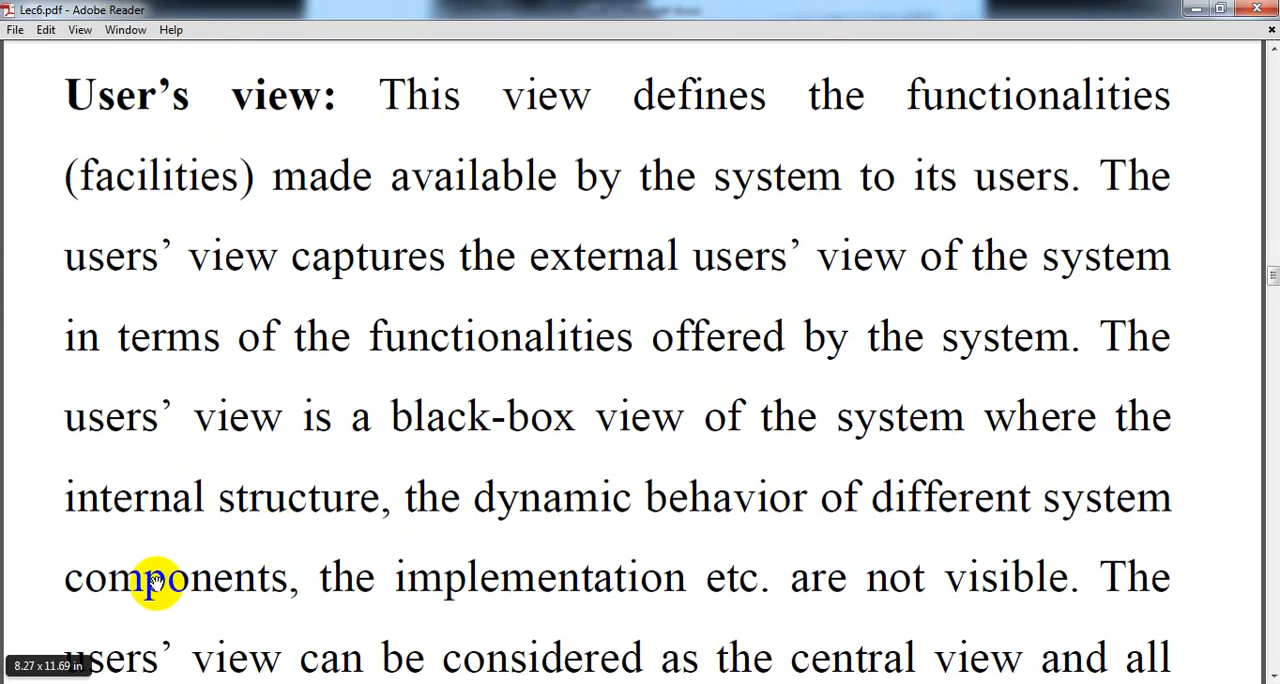 Lec6.pdf - Adobe Reader
File Edit View Window Help
User’s view: This view defines the functionalities
(facilities) made available by the system to its users. The
users’ view captures the external users’ view of the system
in terms of the functionalities offered by the system. The
users’ view is a black-box view of the system where the
internal structure, the dynamic behavior of different system
components, the implementation etc. are not visible. The
users’ view can be considered as the central view and all
8.27 x 11.69 in